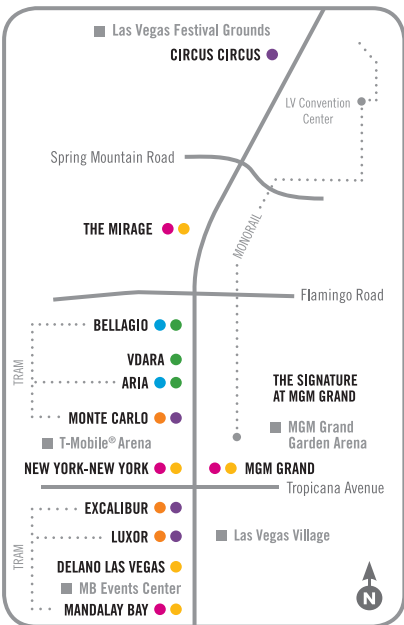 Las Vegas Festival Grounds
CIRCUS CIRCUS
LV Convention
Center
Spring Mountain Road
MONORAIL
THE MIRAGE
Flamingo Road
BELLAGIO
TRAM
VDARA
ARIA
THE SIGNATURE
AT MGM GRAND
MONTE CARLO
MGM Grand
Garden Arena
T-Mobile® Arena
NEW YORK-NEW YORK
MGM GRAND
Tropicana Avenue
EXCALIBUR
LUXOR
Las Vegas Village
TRAM
DELANO LAS VEGAS
MB Events Center
MANDALAY BAY
N